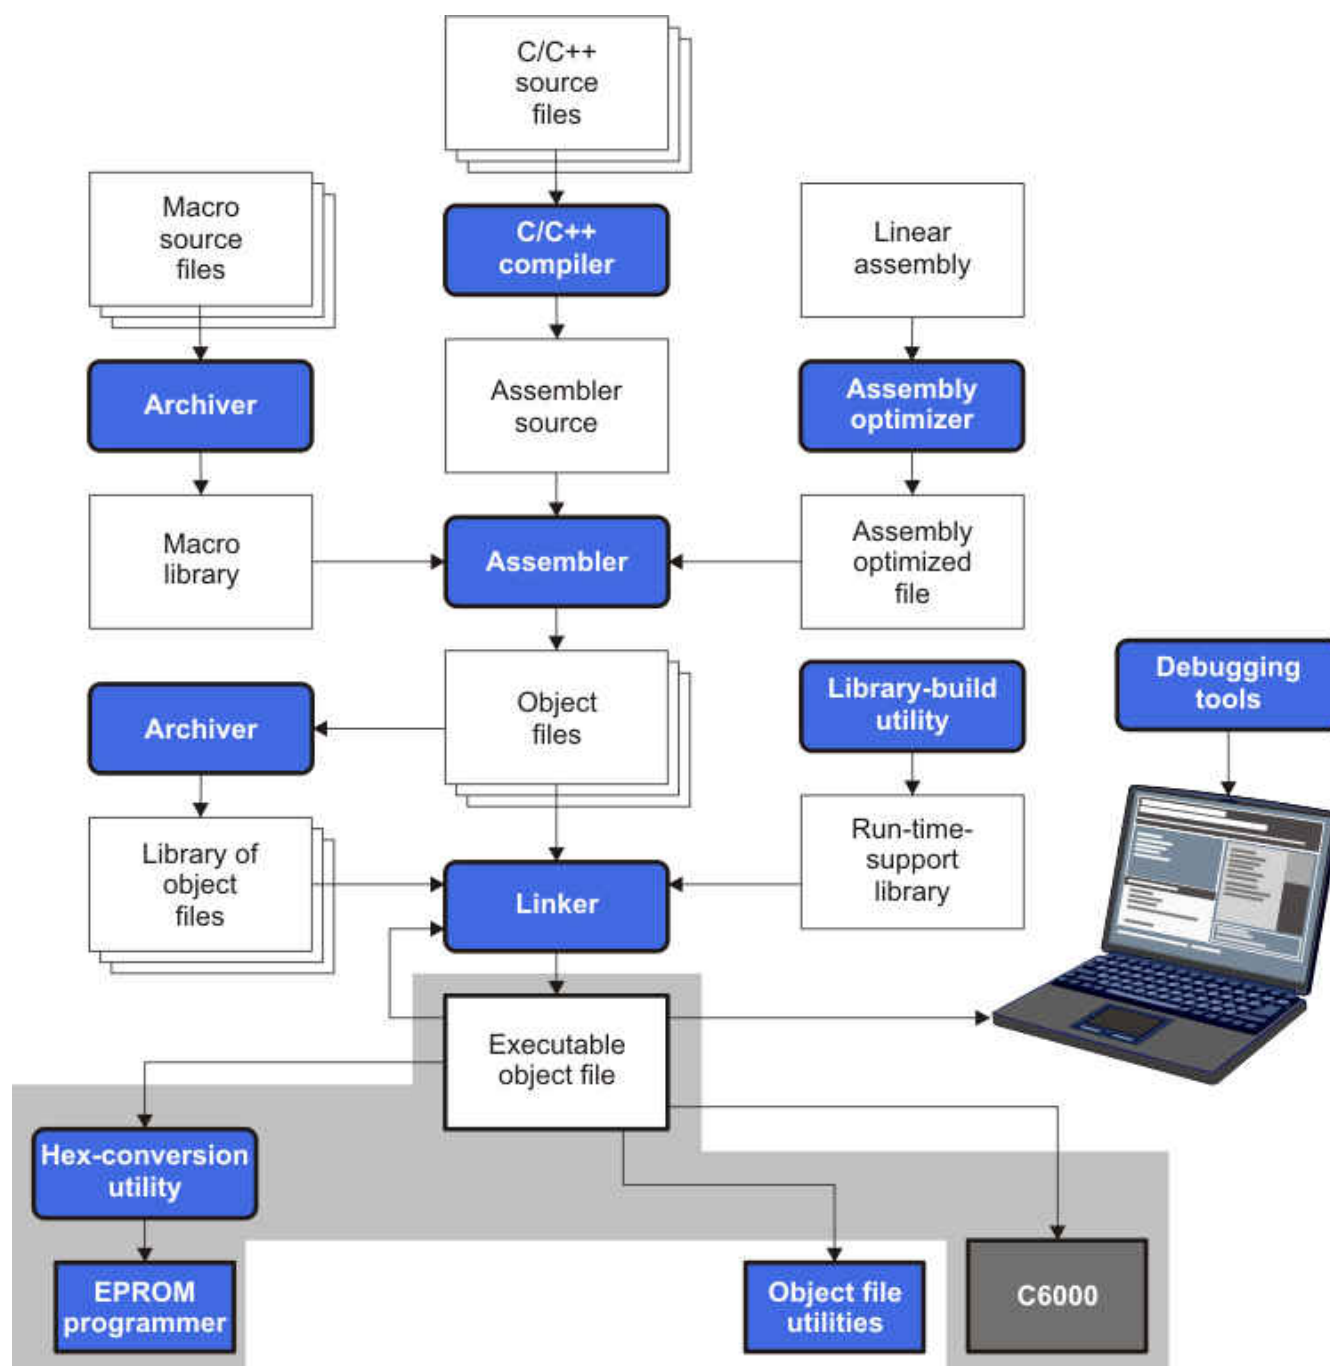 C/C++
source
files
Macro
source
files
C/C++
compiler
Linear
assembly
Archiver
Assembler
source
Assembly
optimizer
Macro
library
Assembler
Assembly
optimized
file
Archiver
Object
files
Library-build
utility
Debugging
tools
Library of
object
files
Linker
Run-time-
support
library
Executable
object file
Hex-conversion
utility
EPROM
programmer
Object file
utilities
C6000